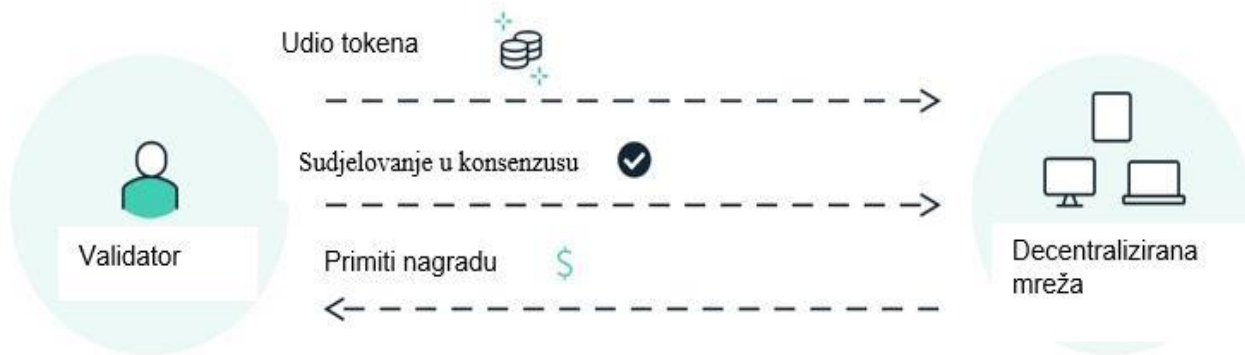 Udio tokena
Sudjelovanje u konsenzusu
Validator
Primiti nagradu
$
Decentralizirana
mreža